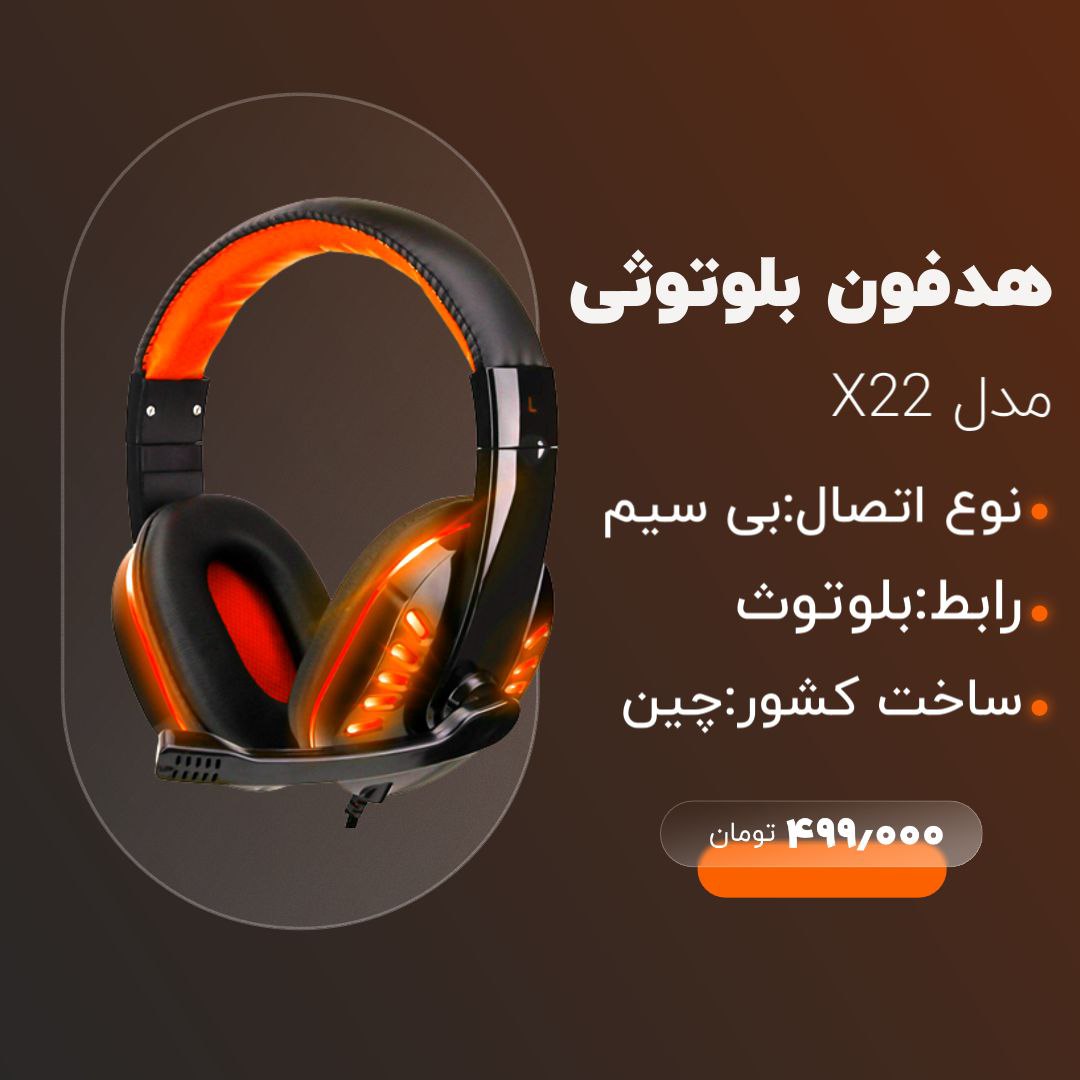 هدفون بلوتوثی
مدل X22
نوع اتصال:بی سیم
رابط:بلوتوث
ساخت کشور:چین
۴۹۹٫۰۰۰ تومان
L